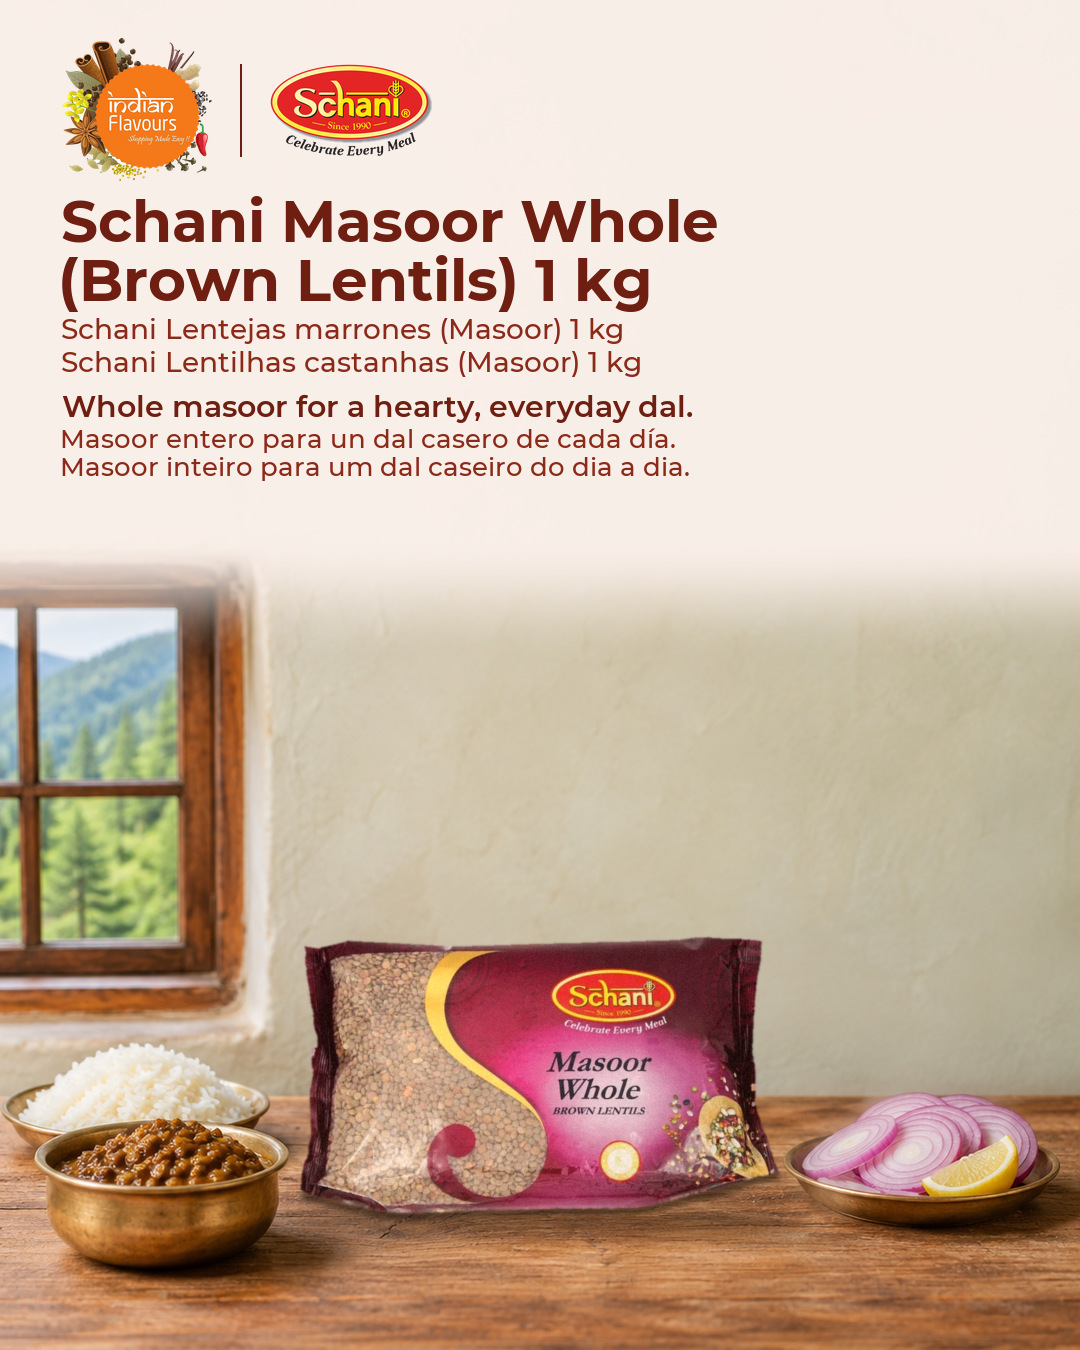 indian
Flavours
Shopping Made Easy !!
Schani®
Since 1990
Celebrate Every Meal
Schani Masoor Whole
(Brown Lentils) 1 kg
Schani Lentejas marrones (Masoor) 1 kg
Schani Lentilhas castanhas (Masoor) 1 kg
Whole masoor for a hearty, everyday dal.
Masoor entero para un dal casero de cada día.
Masoor inteiro para um dal caseiro do dia a dia.
Schani
Since 1990
Celebrate Every Meal
Masoor
Whole
BROWN LENTILS